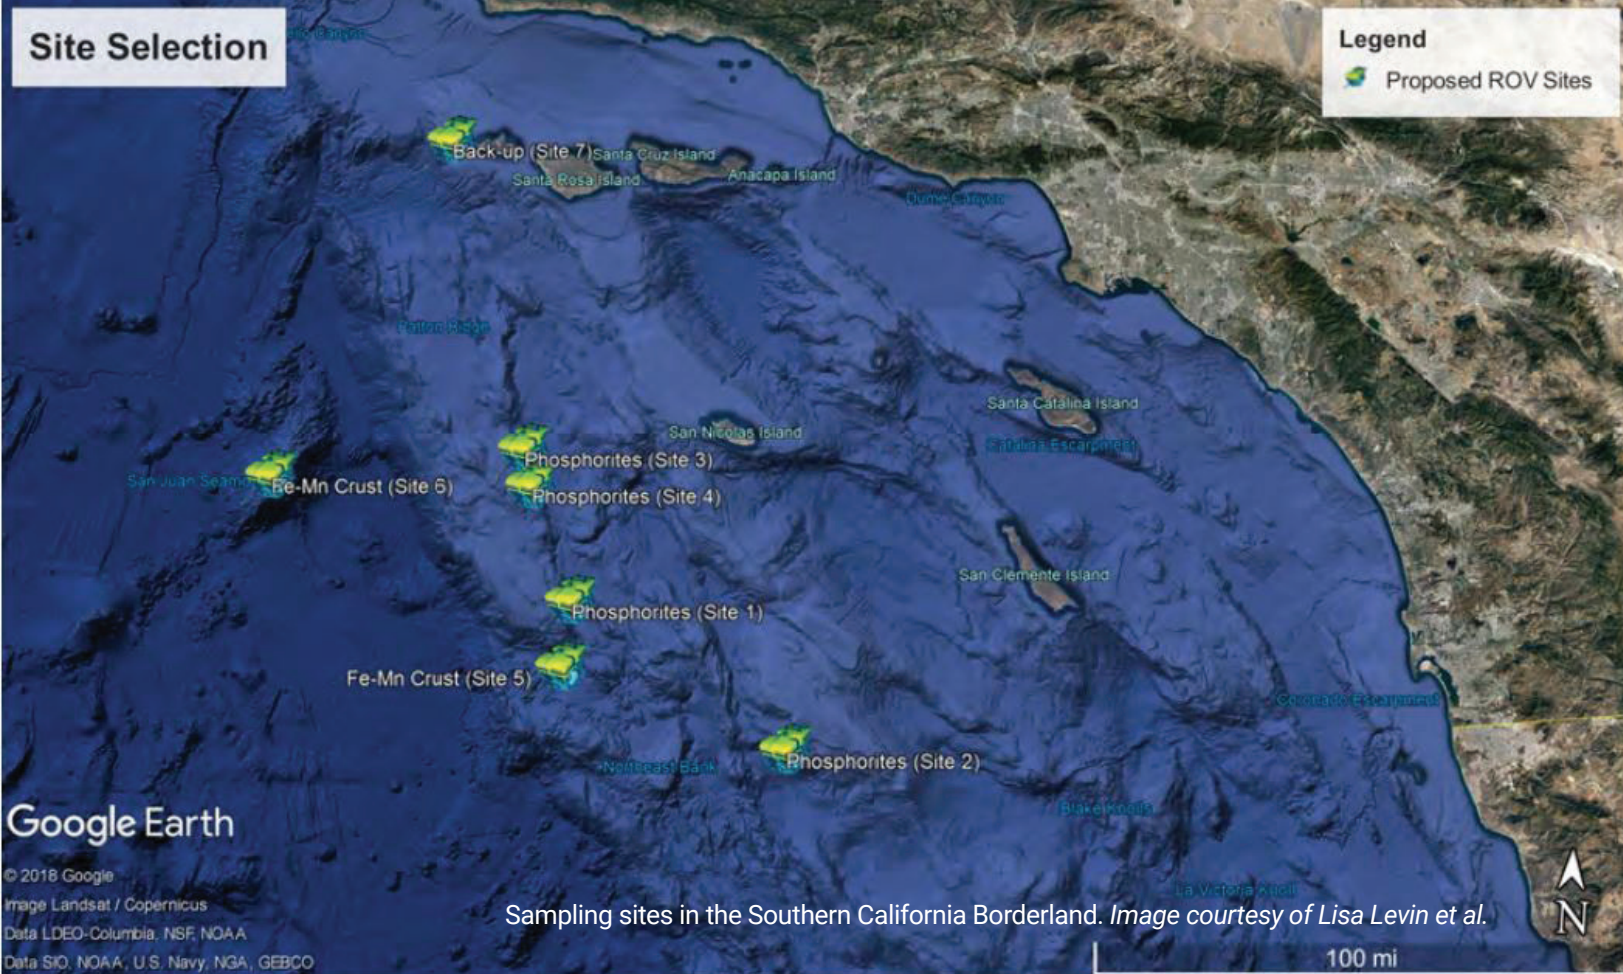 Site Selection
Legend
Proposed ROV Sites
Back-up (Site 7)
Santa Cruz Island
Santa Rosa Island
Anacapa Island
Dume Canyon
Patton Ridge
Santa Catalina Island
Catalina Escarpment
San Nicolas Island
Phosphorites (Site 3)
San Juan Seamo
Fe-Mn Crust (Site 6)
Phosphorites (Site 4)
San Clemente Island
Phosphorites (Site 1)
Fe-Mn Crust (Site 5)
Coronado Escarpment
Northeast Bank
Phosphorites (Site 2)
Blake Knolls
Google Earth
© 2018 Google
Image Landsat / Copernicus
Data LDEO-Columbia, NSF, NOAA
Data SIO, NOAA, U.S. Navy, NGA, GEBCO
La Victoria Knoll
Sampling sites in the Southern California Borderland. Image courtesy of Lisa Levin et al.
N
100 mi